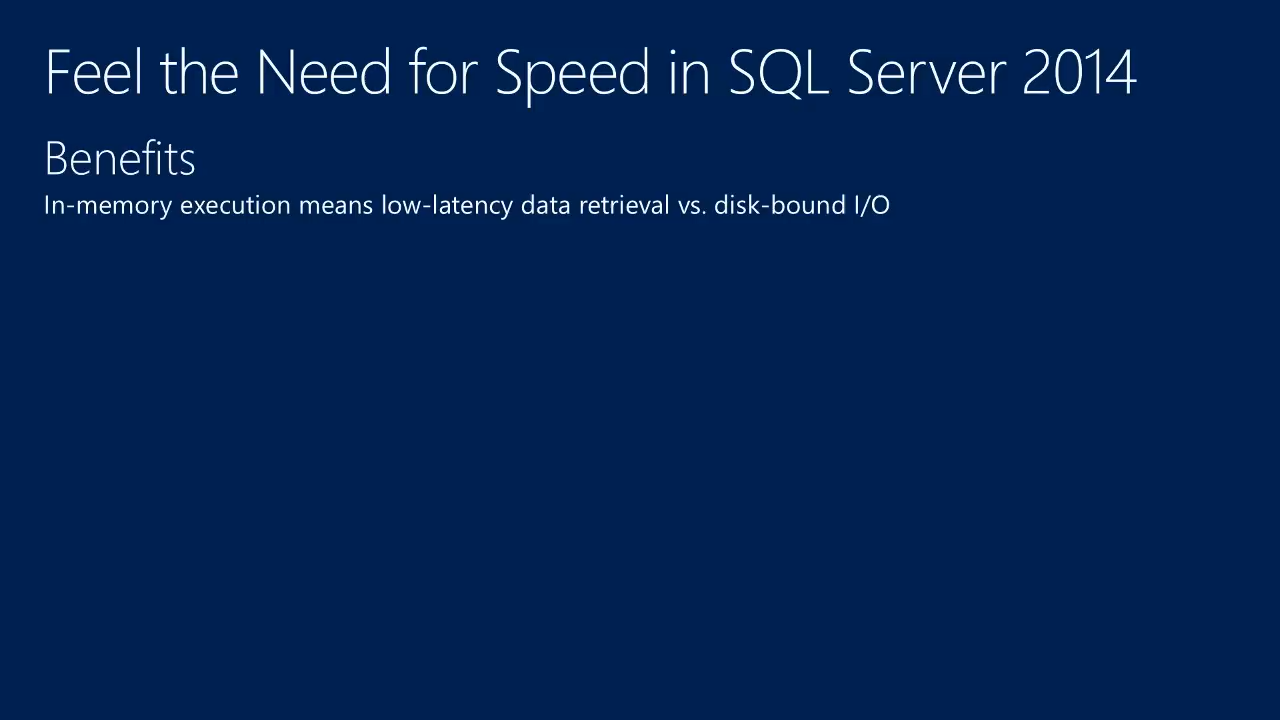 Feel the Need for Speed in SQL Server 2014
Benefits
In-memory execution means low-latency data retrieval vs. disk-bound I/O